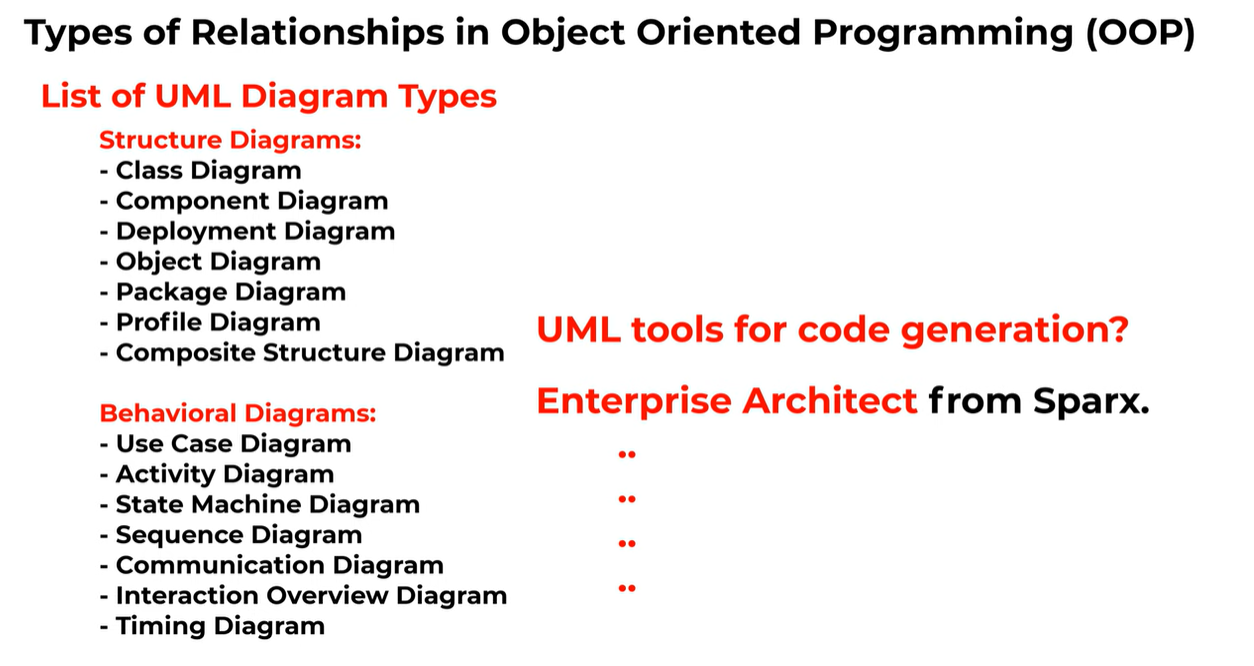 Types of Relationships in Object Oriented Programming (OOP)
List of UML Diagram Types
Structure Diagrams:
- Class Diagram
- Component Diagram
- Deployment Diagram
- Object Diagram
- Package Diagram
- Profile Diagram
- Composite Structure Diagram
Behavioral Diagrams:
- Use Case Diagram
- Activity Diagram
- State Machine Diagram
- Sequence Diagram
- Communication Diagram
- Interaction Overview Diagram
- Timing Diagram
UML tools for code generation?
Enterprise Architect from Sparx.
..
..
..
..